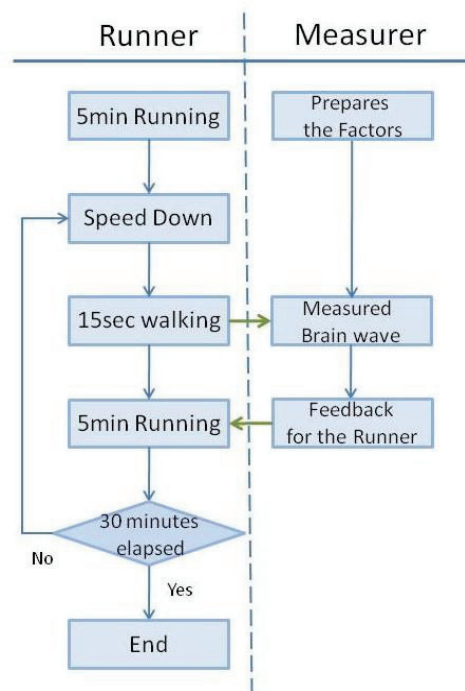 Runner
Measurer
5min Running
Prepares
the Factors
Speed Down
15sec walking
Measured
Brain wave
5min Running
Feedback
for the Runner
30 minutes
elapsed
No
Yes
End